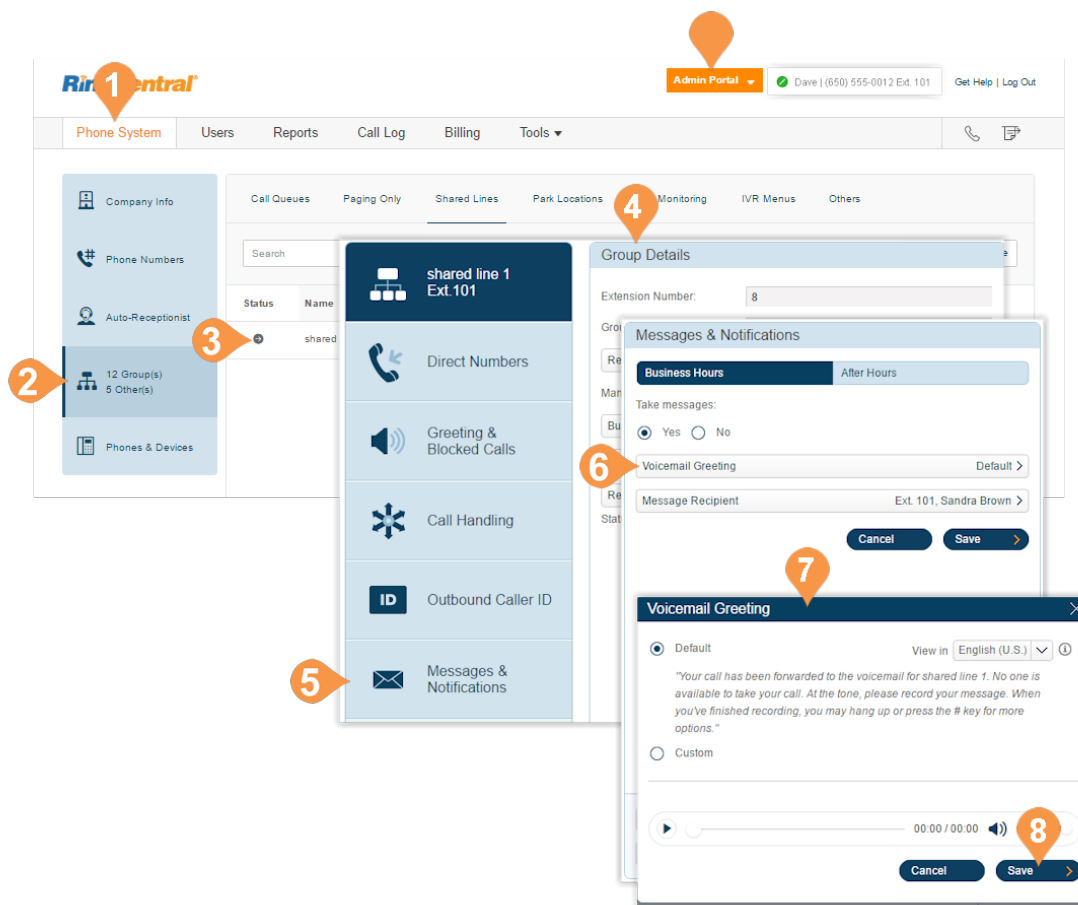 Admin Portal
Dave | (650) 555-0012 Ext. 101
Get Help | Log Out
1
Phone System
Users
Reports
Call Log
Billing
Tools
Company Info
Phone Numbers
Auto-Receptionist
2
12 Group(s)
5 Other(s)
Phones & Devices
Call Queues
Paging Only
Shared Lines
Park Locations
4
Monitoring
IVR Menus
Others
Search
Status
Name
3
shared
shared line 1
Ext.101
Direct Numbers
Greeting &
Blocked Calls
Call Handling
ID
Outbound Caller ID
5
Messages &
Notifications
Group Details
Extension Number:
8
Messages & Notifications
Business Hours
After Hours
Take messages:
Yes
No
6
Voicemail Greeting
Default
Message Recipient
Ext. 101, Sandra Brown
Cancel
Save
7
Voicemail Greeting
Default
View in
English (U.S.)
"Your call has been forwarded to the voicemail for shared line 1. No one is
available to take your call. At the tone, please record your message. When
you've finished recording, you may hang up or press the # key for more
options."
Custom
00:00 / 00:00
8
Cancel
Save